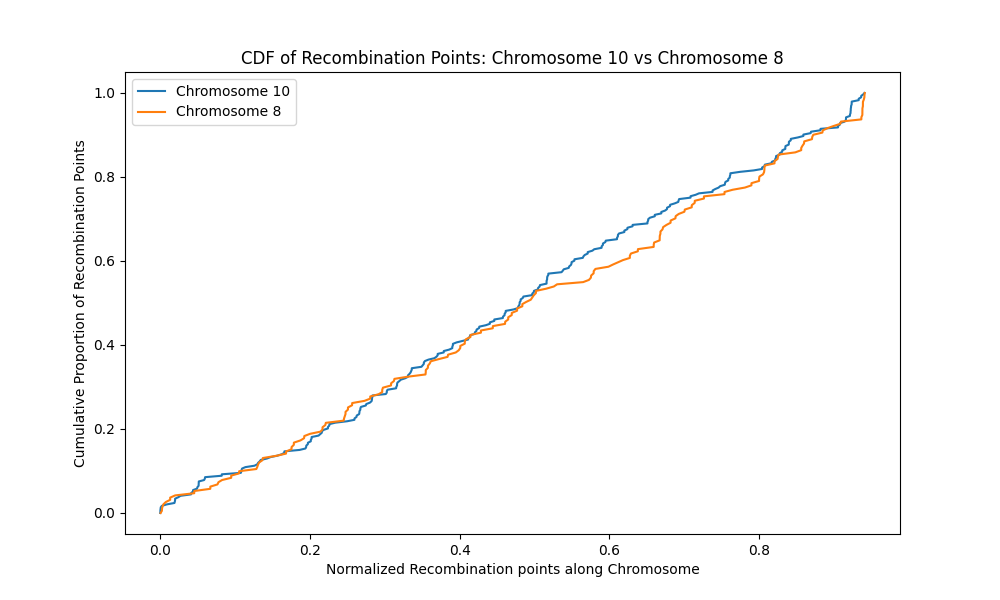 CDF of Recombination Points: Chromosome 10 vs Chromosome 8
Chromosome 10
Chromosome 8
Cumulative Proportion of Recombination Points
1.0
0.8
0.6
0.4
0.2
0.0
0.0 0.2 0.4 0.6 0.8
Normalized Recombination points along Chromosome